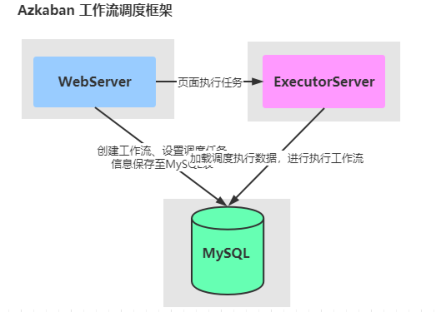 Azkaban 工作流调度框架
WebServer
页面执行任务
ExecutorServer
创建工作流、设置调度任务
信息保存至MySQL表
加载调度执行数据，进行执行工作流
MySQL